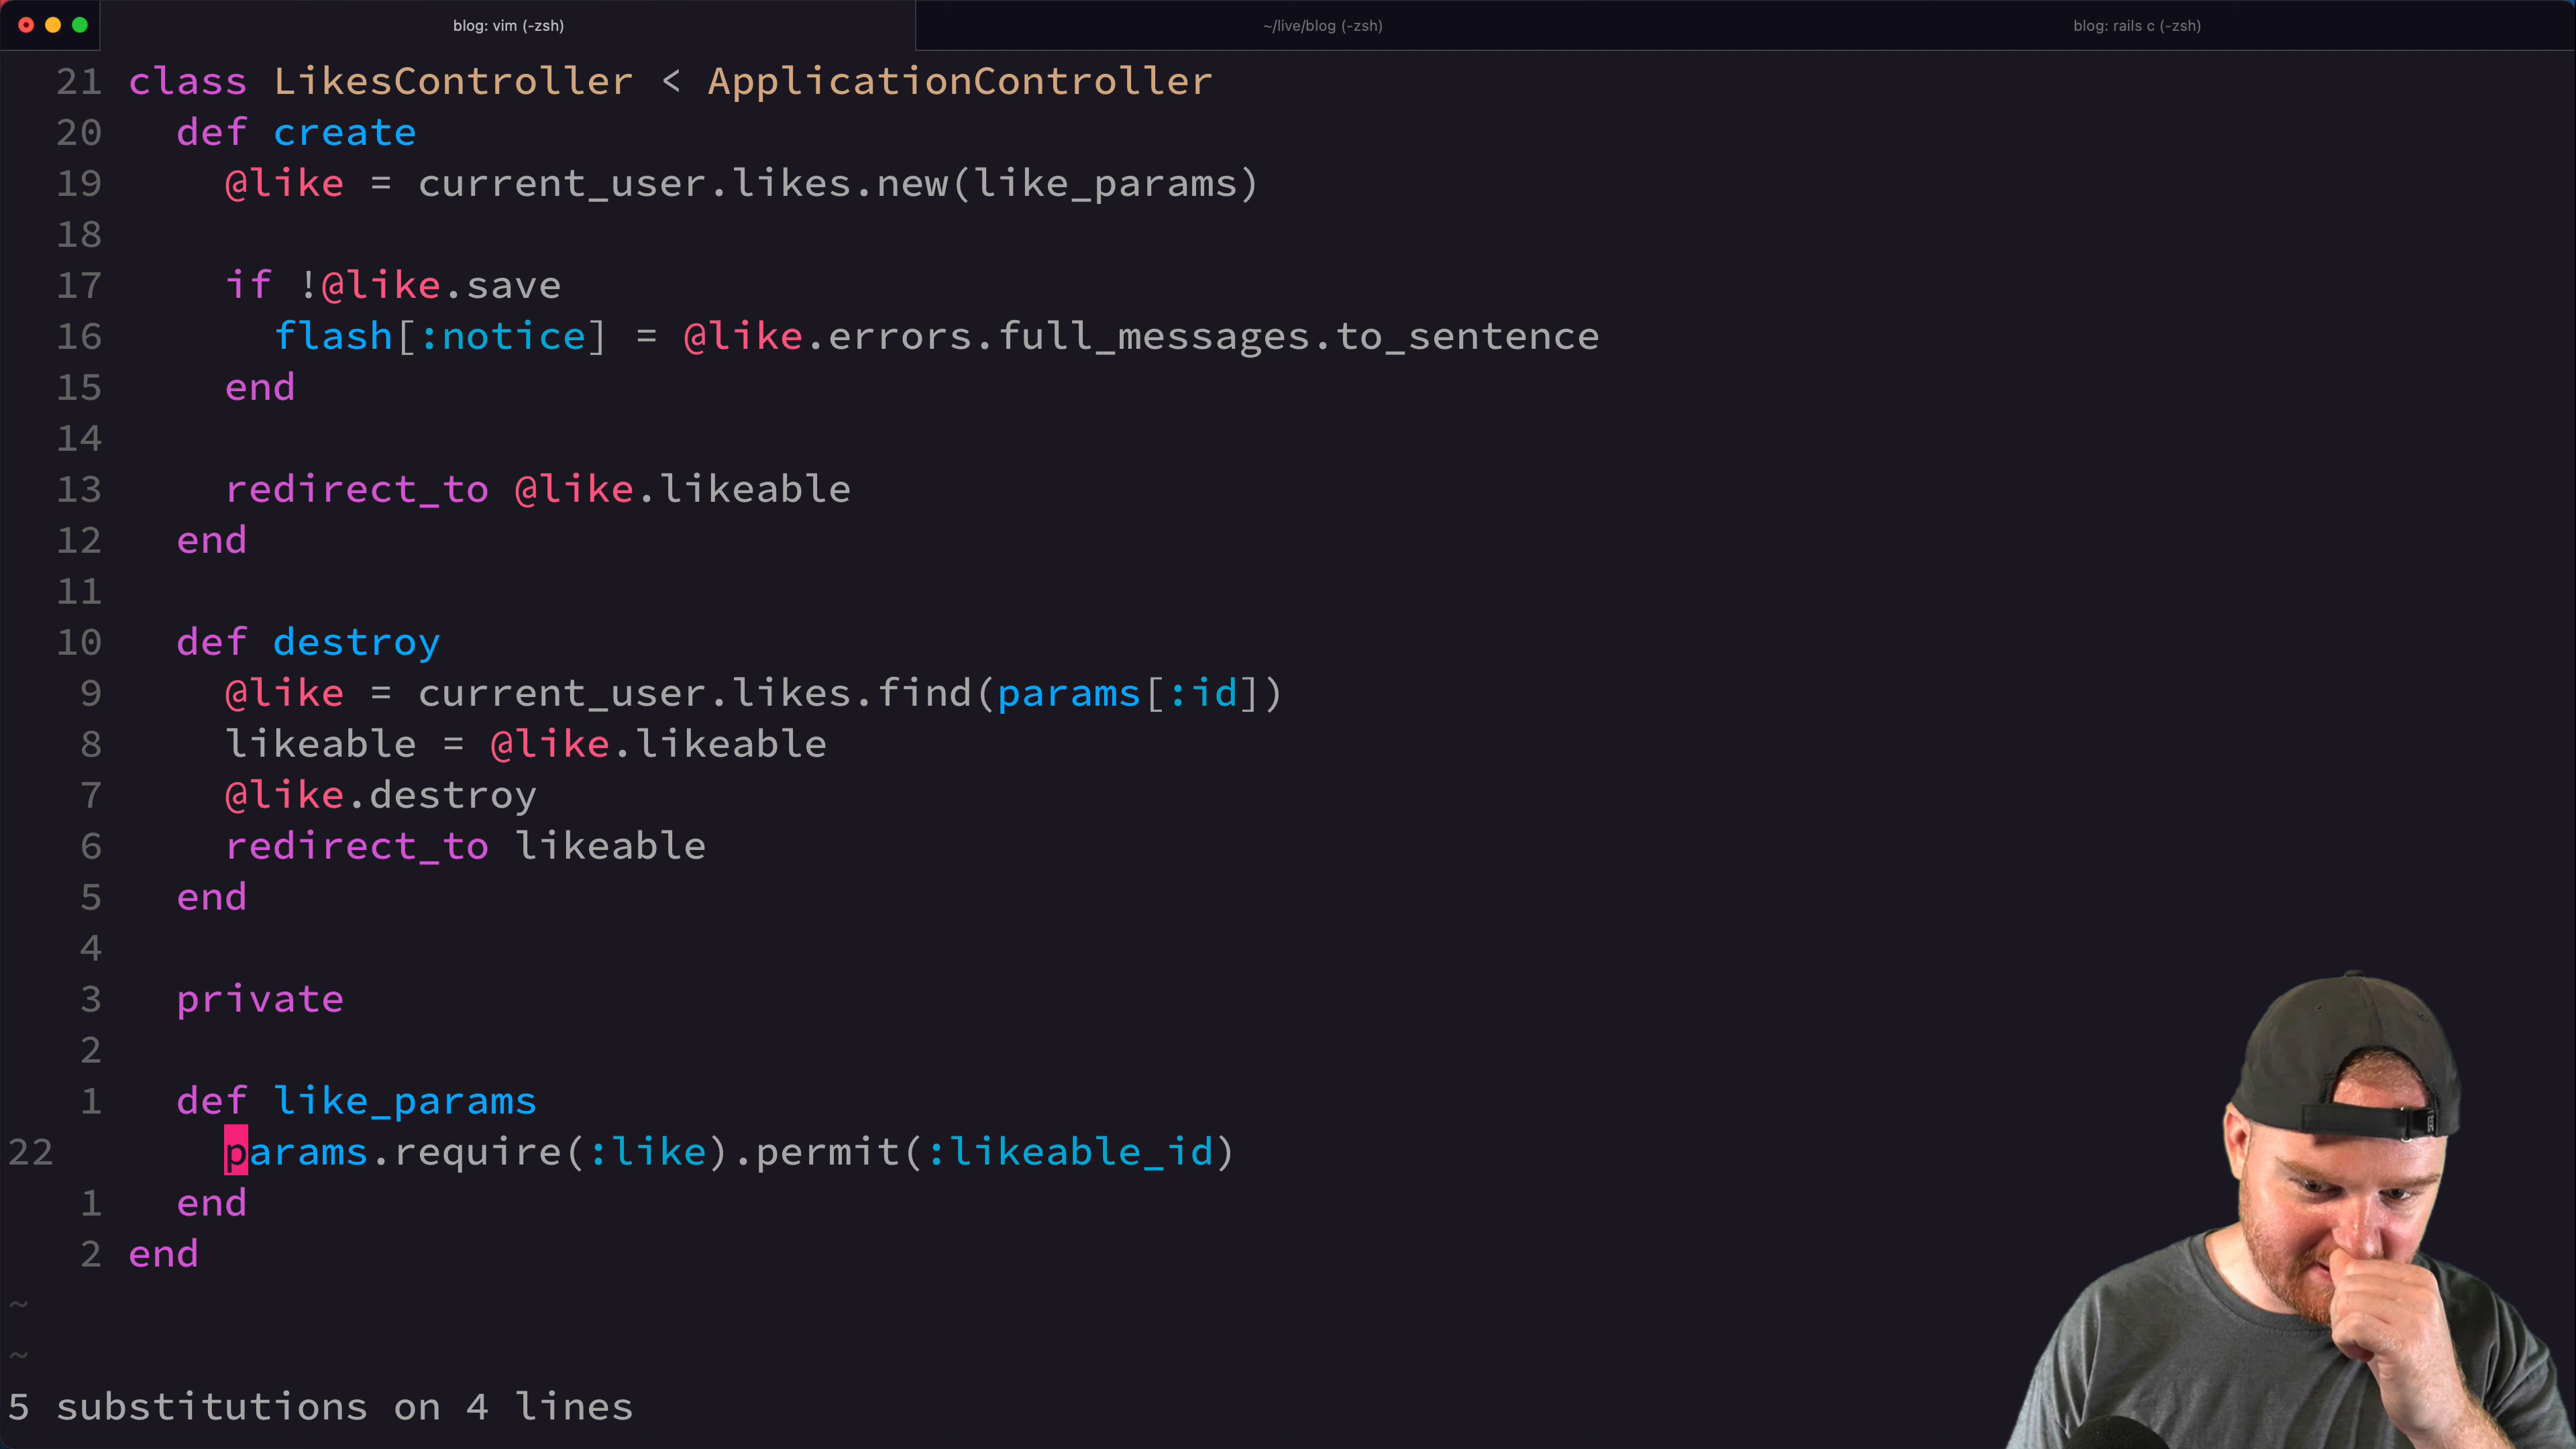 blog: vim (-zsh)
~/live/blog (-zsh)
blog: rails c (-zsh)
21 class LikesController < ApplicationController
20   def create
19     @like = current_user.likes.new(like_params)
18
17     if !@like.save
16       flash[:notice] = @like.errors.full_messages.to_sentence
15     end
14
13     redirect_to @like.likeable
12   end
11
10   def destroy
9     @like = current_user.likes.find(params[:id])
8     likeable = @like.likeable
7     @like.destroy
6     redirect_to likeable
5   end
4
3   private
2
1   def like_params
22     params.require(:like).permit(:likeable_id)
1   end
2 end
~
~
5 substitutions on 4 lines